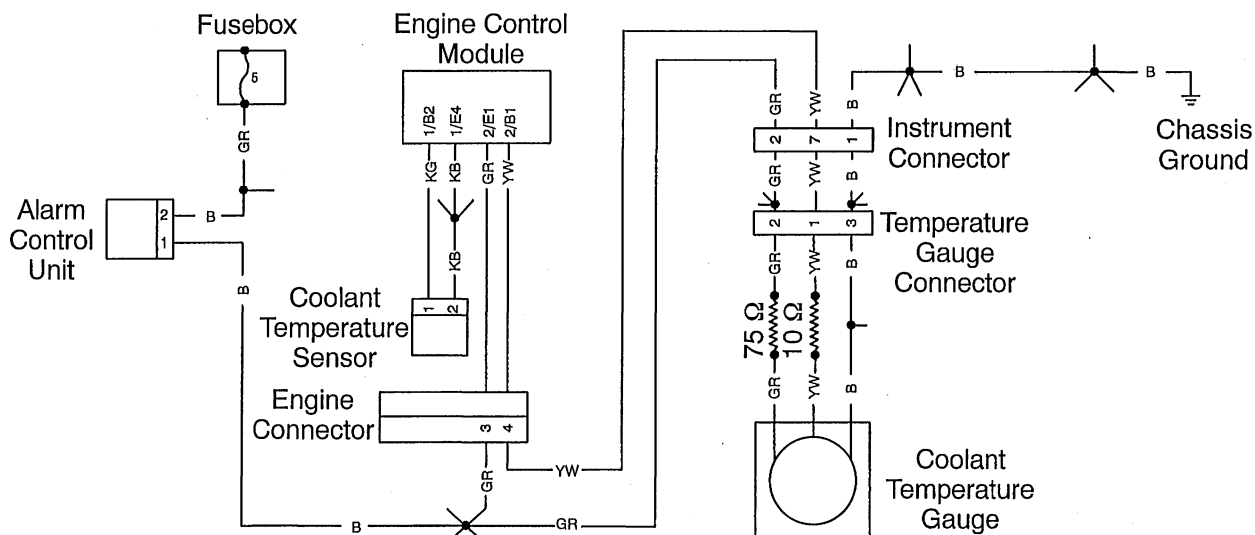 Fusebox
5
GR
Engine Control
Module
1/B2
1/E4
2/E1
2/B1
KG
KB
GR
YW
GR
YW
B
B
B
2
7
1
Instrument
Connector
Chassis
Ground
GR
YW
B
Alarm
Control
Unit
2
1
B
B
KB
2
1
3
Temperature
Gauge
Connector
GR
YW
B
Coolant
Temperature
Sensor
1
2
75 Ω
10 Ω
GR
YW
B
Engine
Connector
3
4
GR
YW
B
GR
Coolant
Temperature
Gauge